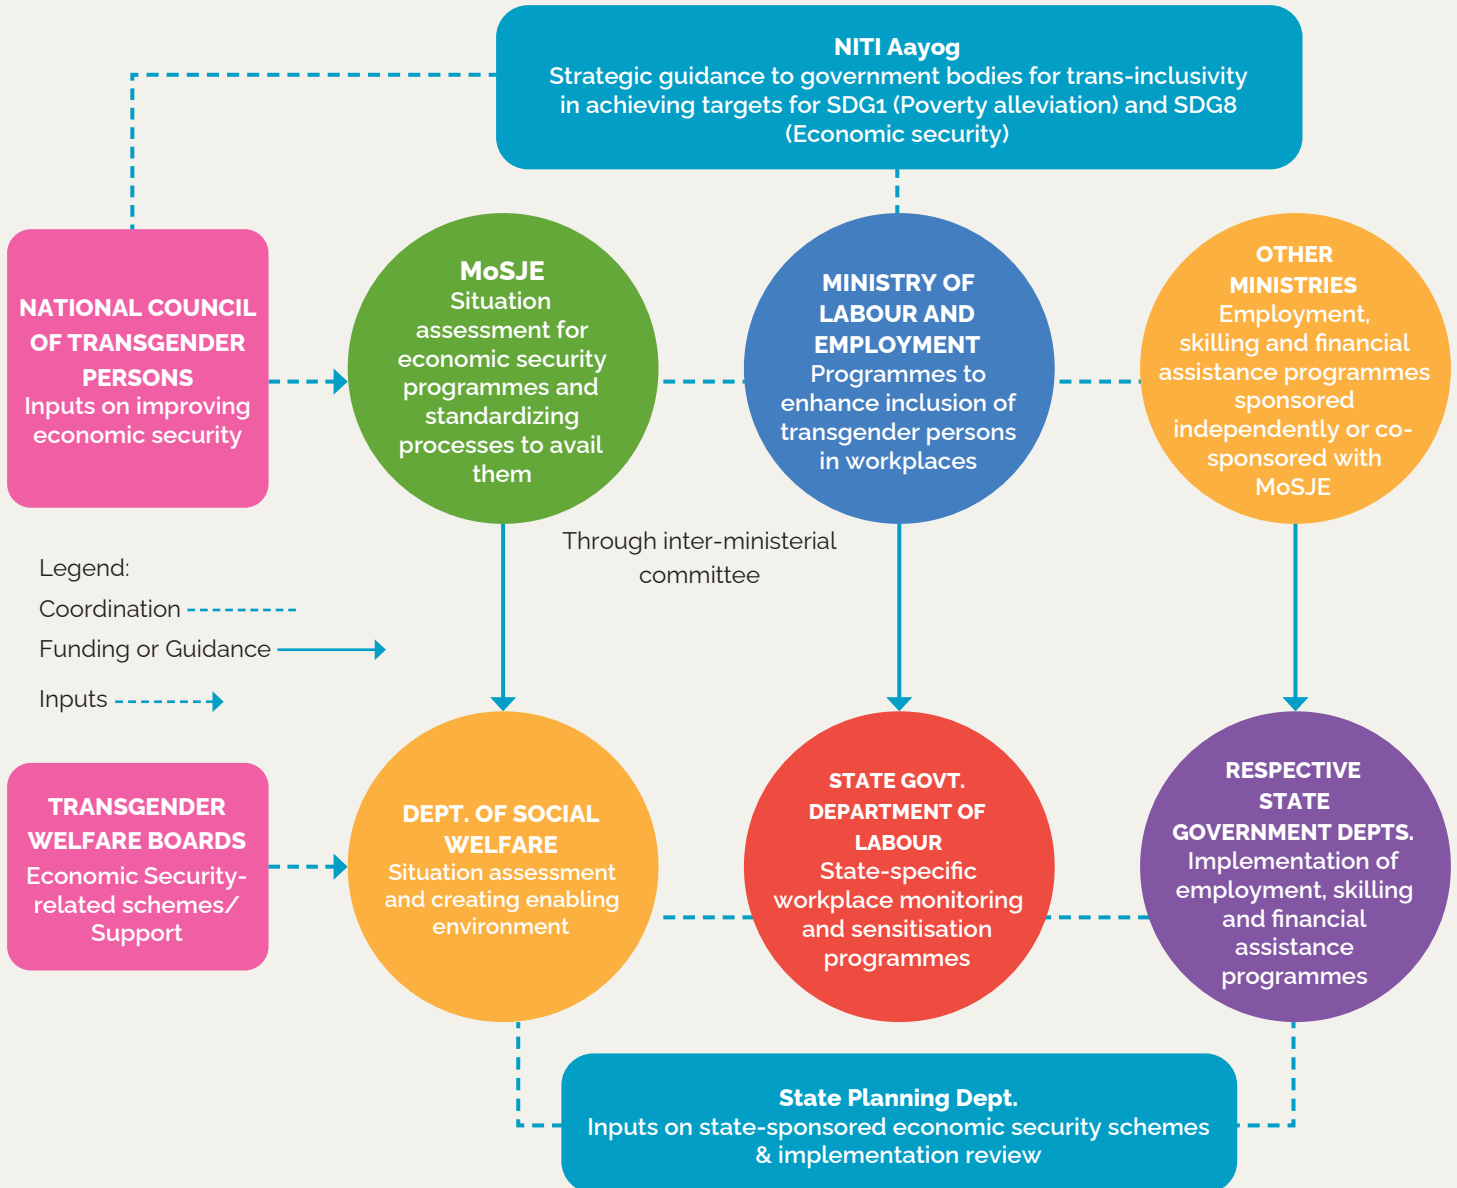 NITI Aayog
Strategic guidance to government bodies for trans-inclusivity
in achieving targets for SDG1 (Poverty alleviation) and SDG8
(Economic security)
NATIONAL COUNCIL
OF TRANSGENDER
PERSONS
Inputs on improving
economic security
MoSJE
Situation
assessment for
economic security
programmes and
standardizing
processes to avail
them
MINISTRY OF
LABOUR AND
EMPLOYMENT
Programmes to
enhance inclusion of
transgender persons
in workplaces
OTHER
MINISTRIES
Employment,
skilling and financial
assistance programmes
sponsored
independently or co-
sponsored with
MoSJE
Through inter-ministerial
committee
Legend:
Coordination
Funding or Guidance
Inputs
TRANSGENDER
WELFARE BOARDS
Economic Security-
related schemes/
Support
DEPT. OF SOCIAL
WELFARE
Situation assessment
and creating enabling
environment
STATE GOVT.
DEPARTMENT OF
LABOUR
State-specific
workplace monitoring
and sensitisation
programmes
RESPECTIVE
STATE
GOVERNMENT DEPTS.
Implementation of
employment, skilling
and financial
assistance
programmes
State Planning Dept.
Inputs on state-sponsored economic security schemes
& implementation review